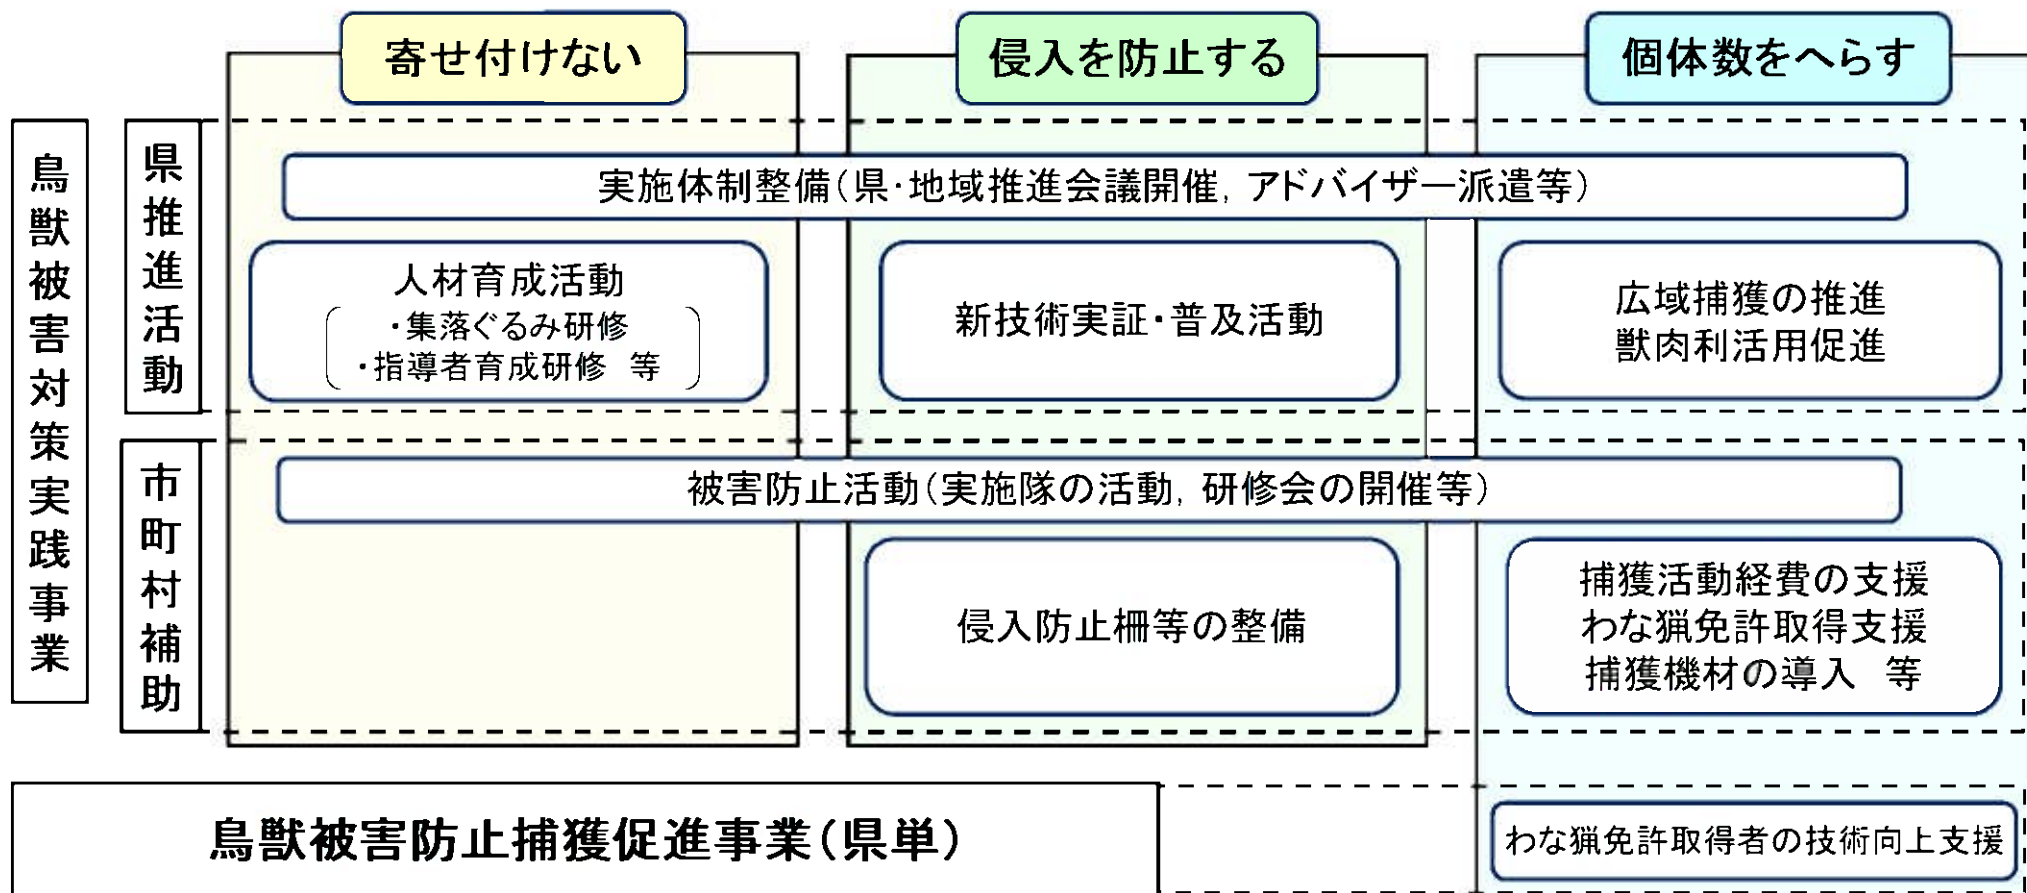 寄せ付けない
侵入を防止する
個体数をへらす
鳥獣被害対策実践事業
県推進活動
実施体制整備(県・地域推進会議開催, アドバイザー派遣等)
人材育成活動
・集落ぐるみ研修
・指導者育成研修 等
新技術実証・普及活動
広域捕獲の推進
獣肉利活用促進
市町村補助
被害防止活動(実施隊の活動, 研修会の開催等)
侵入防止柵等の整備
捕獲活動経費の支援
わな猟免許取得支援
捕獲機材の導入 等
鳥獣被害防止捕獲促進事業(県単)
わな猟免許取得者の技術向上支援